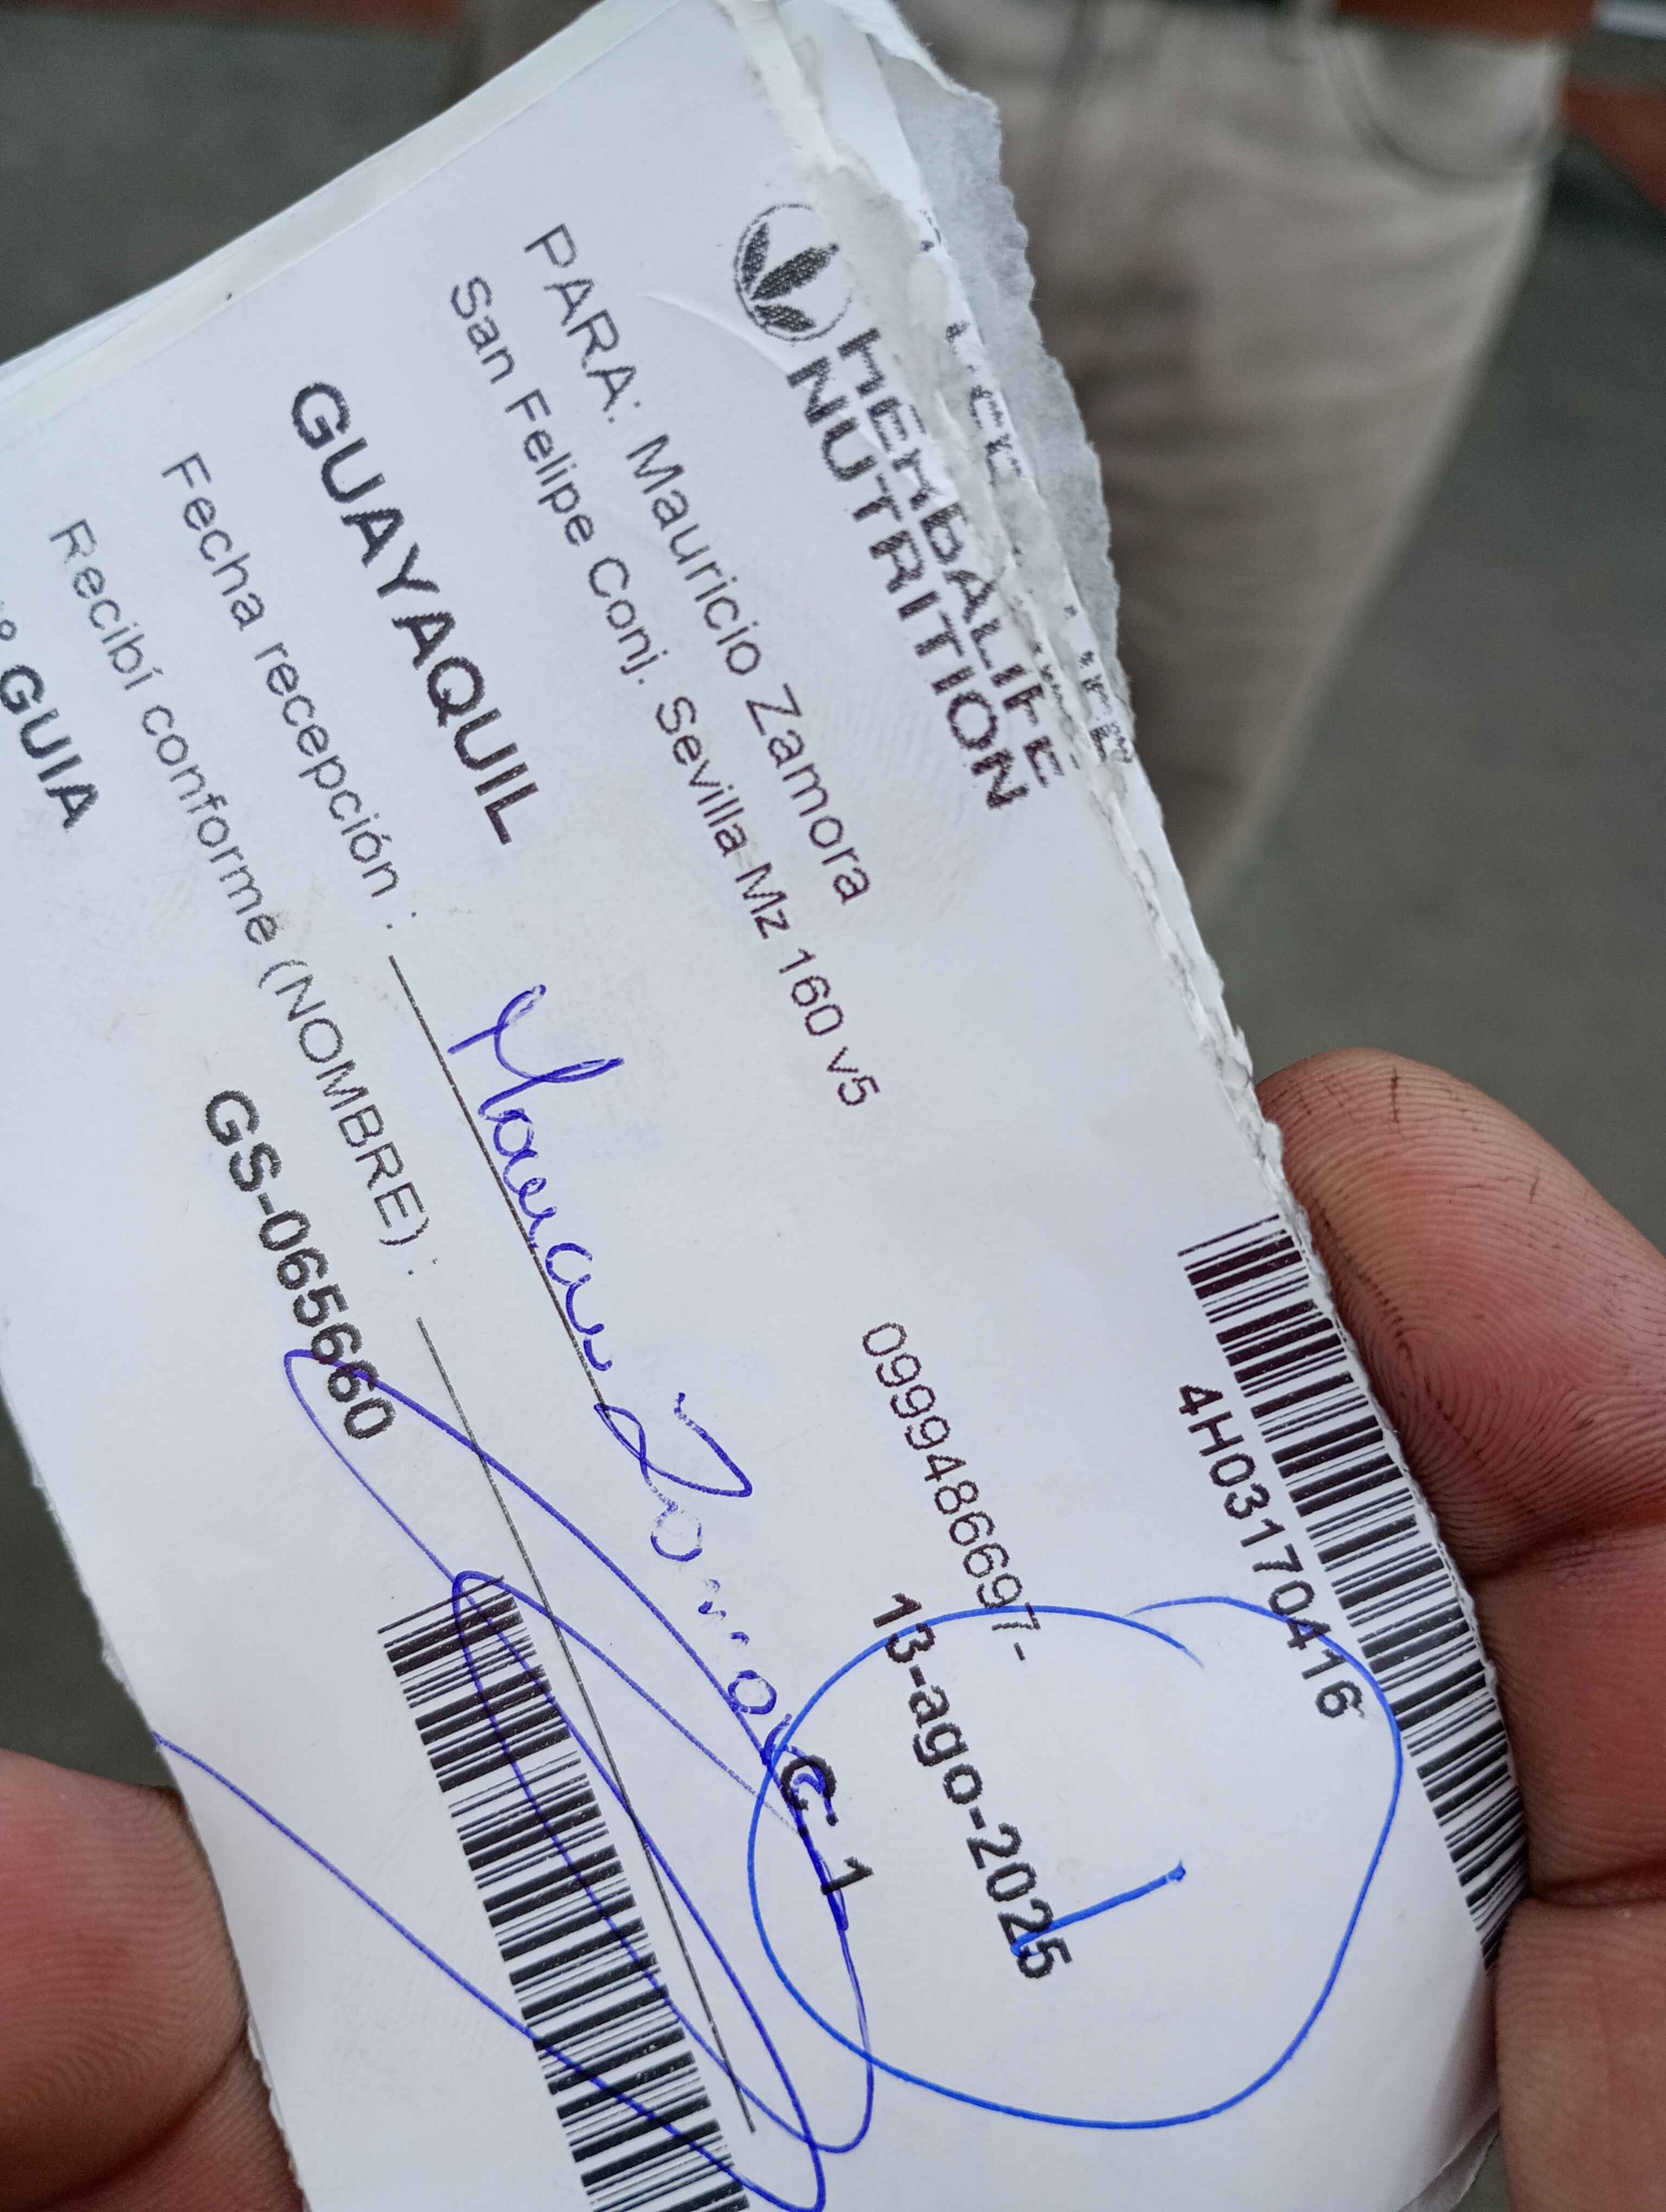 HERBALIFE
NUTRITION
4H03170416
PARA: Mauricio Zamora
0999486697-
San Felipe Conj. Sevilla Mz 160 v5
13-ago-2025
1
GUAYAQUIL
C 1
Fecha recepción :
Recibí conforme (NOMBRE) :
GUIA
GS-065660